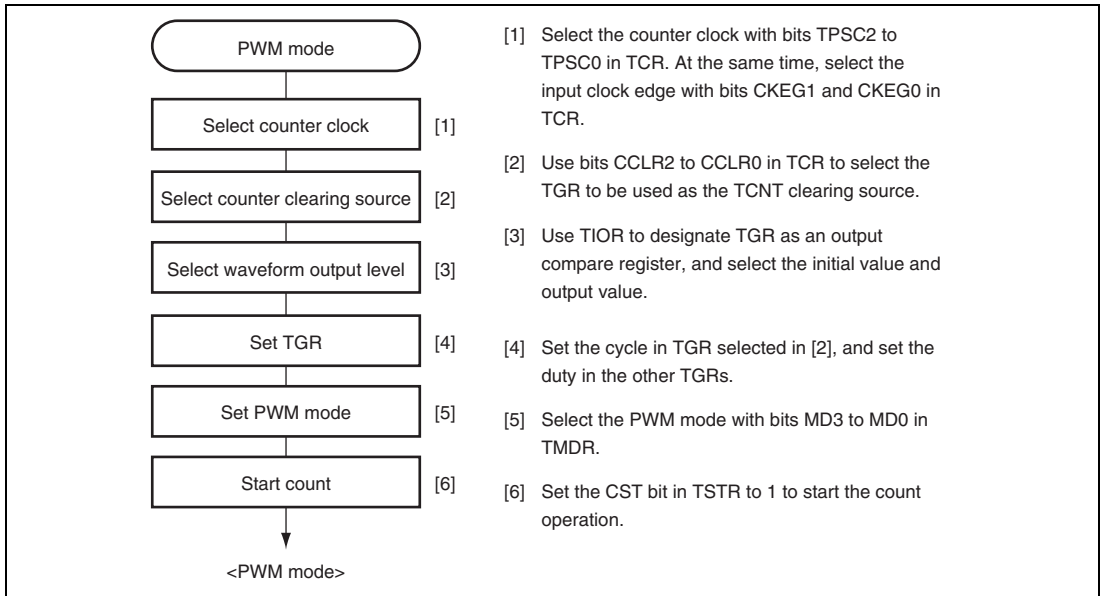 PWM mode
Select counter clock [1]
Select counter clearing source [2]
Select waveform output level [3]
Set TGR [4]
Set PWM mode [5]
Start count [6]
<PWM mode>
[1] Select the counter clock with bits TPSC2 to
TPSC0 in TCR. At the same time, select the
input clock edge with bits CKEG1 and CKEG0 in
TCR.
[2] Use bits CCLR2 to CCLR0 in TCR to select the
TGR to be used as the TCNT clearing source.
[3] Use TIOR to designate TGR as an output
compare register, and select the initial value and
output value.
[4] Set the cycle in TGR selected in [2], and set the
duty in the other TGRs.
[5] Select the PWM mode with bits MD3 to MD0 in
TMDR.
[6] Set the CST bit in TSTR to 1 to start the count
operation.